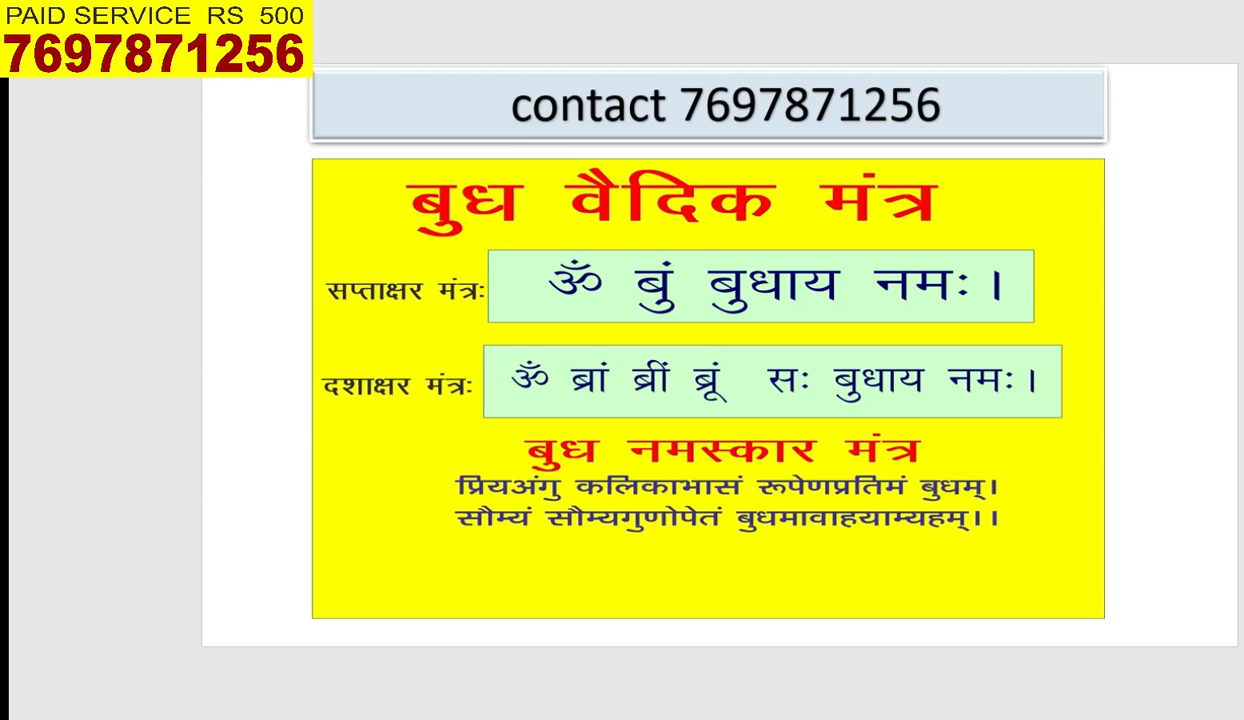 PAID SERVICE RS 500
7697871256
contact 7697871256
बुध वैदिक मंत्र
सप्ताक्षर मंत्रः ॐ बुं बुधाय नमः।
दशाक्षर मंत्रः ॐ ब्रां ब्रीं ब्रूं सः बुधाय नमः।
बुध नमस्कार मंत्र
प्रियअंगु कलिकाभासं रूपेणप्रतिमं बुधम्।
सौम्यं सौम्यगुणोपेतं बुधमावाहयाम्यहम्।।